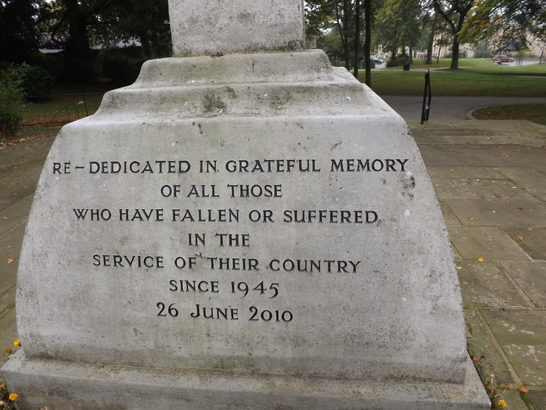 RE-DEDICATED IN GRATEFUL MEMORY
OF ALL THOSE
WHO HAVE FALLEN OR SUFFERED
IN THE
SERVICE OF THEIR COUNTRY
SINCE 1945
26 JUNE 2010